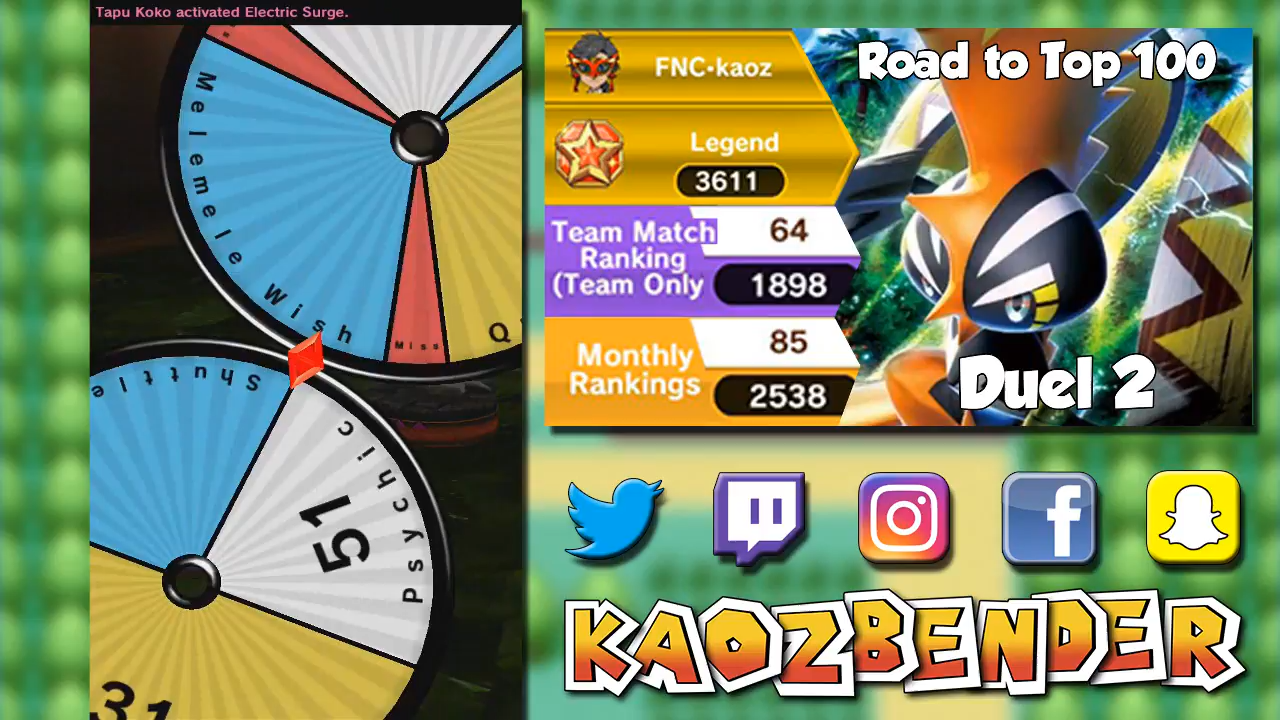 Tapu Koko activated Electric Surge.
Melemele Wish
Miss
Q
Shuttle
Psychic
51
31
FNC•kaoz
Legend
3611
Team Match
Ranking
(Team Only
64
1898
Monthly
Rankings
85
2538
Road to Top 100
Duel 2
KAOZBENDER